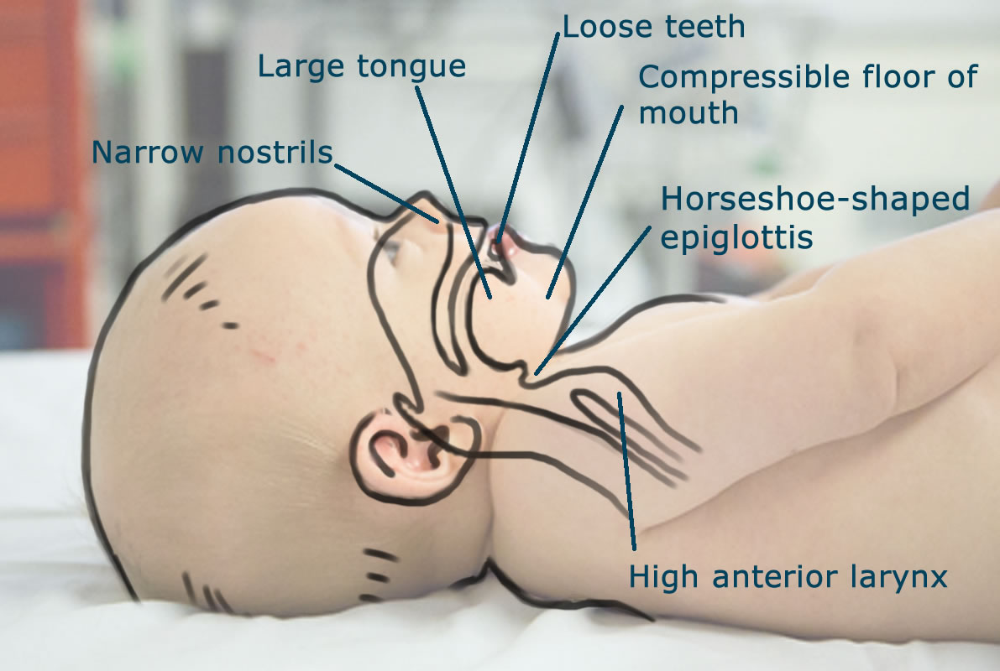 Loose teeth
Large tongue
Compressible floor of
mouth
Narrow nostrils
Horseshoe-shaped
epiglottis
High anterior larynx